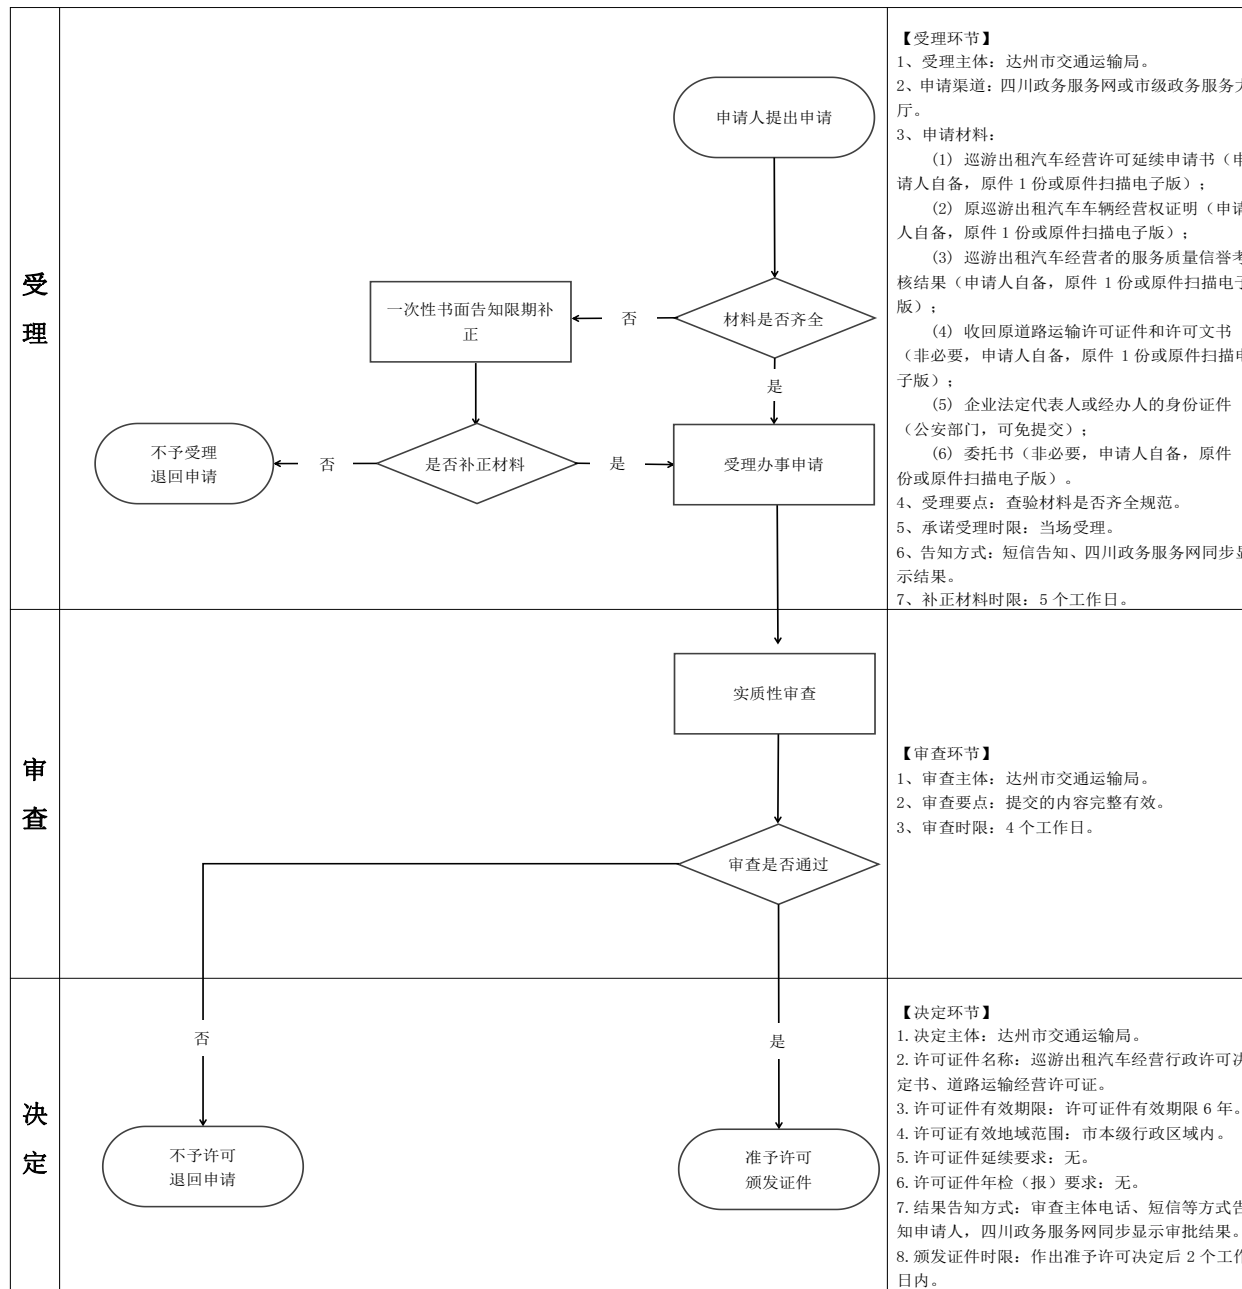 受
理
申请人提出申请
材料是否齐全
否
一次性书面告知限期补
正
是
是否补正材料
否
不予受理
退回申请
是
受理办事申请
【受理环节】
1、受理主体：达州市交通运输局。
2、申请渠道：四川政务服务网或市级政务服务大
厅。
3、申请材料：
(1) 巡游出租汽车经营许可延续申请书（申
请人自备，原件 1 份或原件扫描电子版）；
(2) 原巡游出租汽车车辆经营权证明（申请
人自备，原件 1 份或原件扫描电子版）；
(3) 巡游出租汽车经营者的服务质量信誉考
核结果（申请人自备，原件 1 份或原件扫描电子
版）；
(4) 收回原道路运输许可证件和许可文书
（非必要，申请人自备，原件 1 份或原件扫描电
子版）；
(5) 企业法定代表人或经办人的身份证件
（公安部门，可免提交）；
(6) 委托书（非必要，申请人自备，原件
份或原件扫描电子版）。
4、受理要点：查验材料是否齐全规范。
5、承诺受理时限：当场受理。
6、告知方式：短信告知、四川政务服务网同步显
示结果。
7、补正材料时限：5 个工作日。
审
查
实质性审查
审查是否通过
【审查环节】
1、审查主体：达州市交通运输局。
2、审查要点：提交的内容完整有效。
3、审查时限：4 个工作日。
决
定
否
是
不予许可
退回申请
准予许可
颁发证件
【决定环节】
1.决定主体：达州市交通运输局。
2.许可证件名称：巡游出租汽车经营行政许可决
定书、道路运输经营许可证。
3.许可证件有效期限：许可证件有效期限 6 年。
4.许可证有效地域范围：市本级行政区域内。
5.许可证件延续要求：无。
6.许可证件年检（报）要求：无。
7.结果告知方式：审查主体电话、短信等方式告
知申请人，四川政务服务网同步显示审批结果。
8.颁发证件时限：作出准予许可决定后 2 个工作
日内。